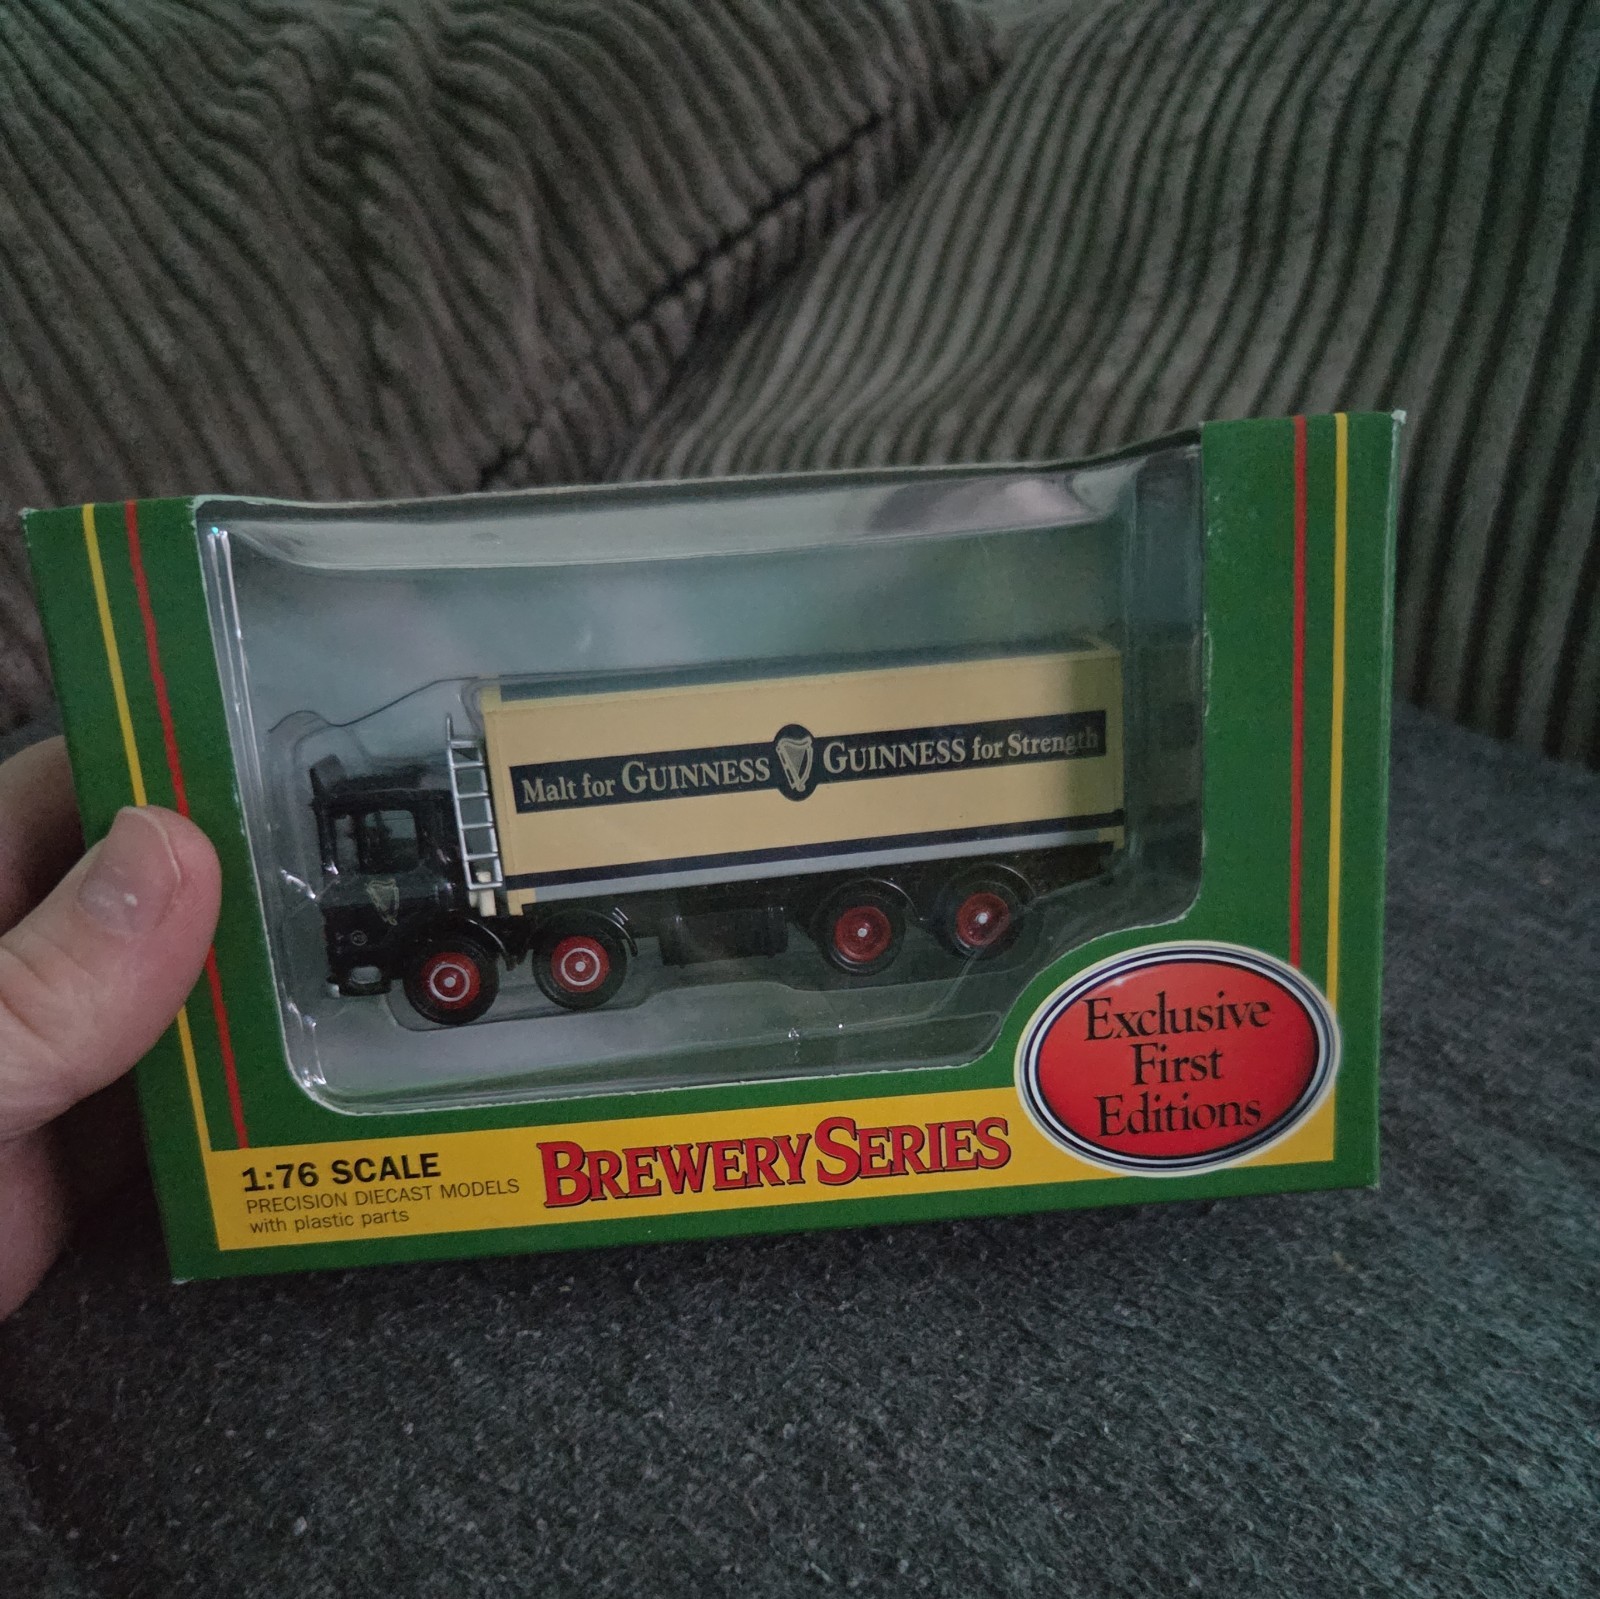 Malt for GUINNESS GUINNESS for Strength
Exclusive
First
Editions
1:76 SCALE
PRECISION DIECAST MODELS
with plastic parts
BREWERY SERIES